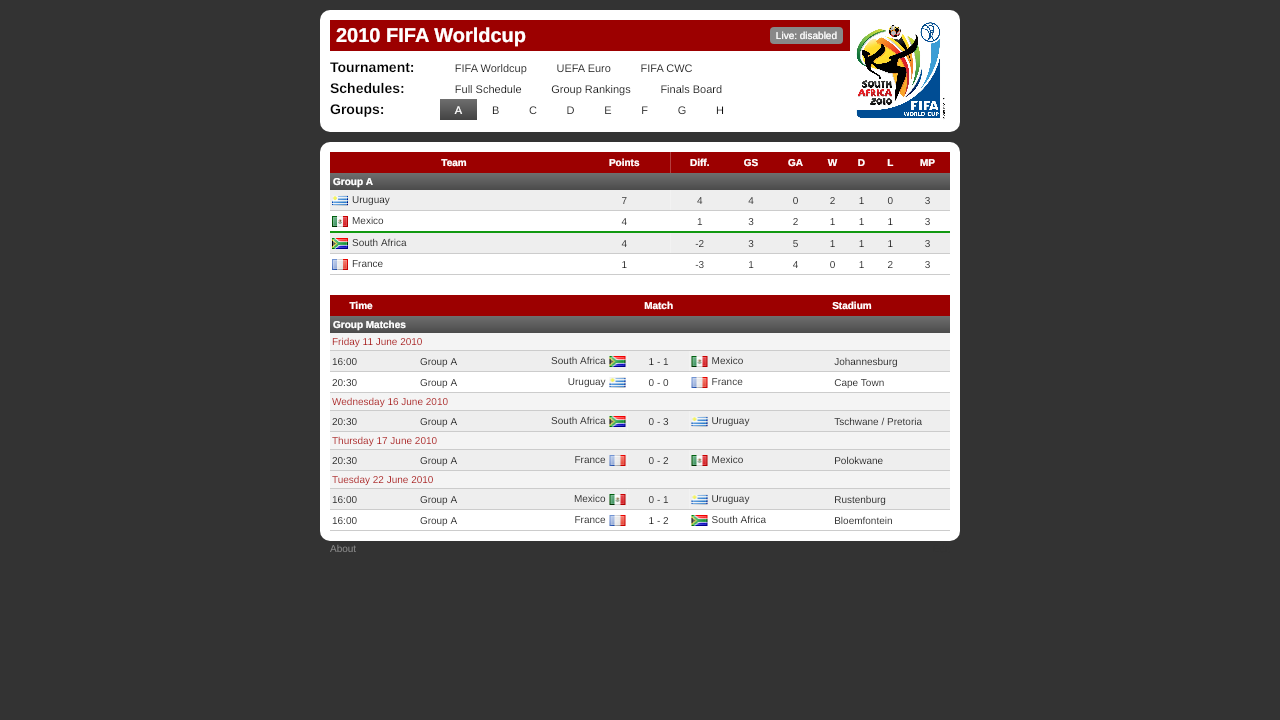 2010 FIFA Worldcup Live: disabled
Tournament: FIFA Worldcup UEFA Euro FIFA CWC
Schedules: Full Schedule Group Rankings Finals Board
Groups: A B C D E F G H
SOUTH
AFRICA
2010
FIFA
WORLD CUP
Team Points Diff. GS GA W D L MP
Group A
Uruguay 7 4 4 0 2 1 0 3
Mexico 4 1 3 2 1 1 1 3
South Africa 4 -2 3 5 1 1 1 3
France 1 -3 1 4 0 1 2 3
Time Match Stadium
Group Matches
Friday 11 June 2010
16:00 Group A South Africa 1 - 1 Mexico Johannesburg
20:30 Group A Uruguay 0 - 0 France Cape Town
Wednesday 16 June 2010
20:30 Group A South Africa 0 - 3 Uruguay Tschwane / Pretoria
Thursday 17 June 2010
20:30 Group A France 0 - 2 Mexico Polokwane
Tuesday 22 June 2010
16:00 Group A Mexico 0 - 1 Uruguay Rustenburg
16:00 Group A France 1 - 2 South Africa Bloemfontein
About